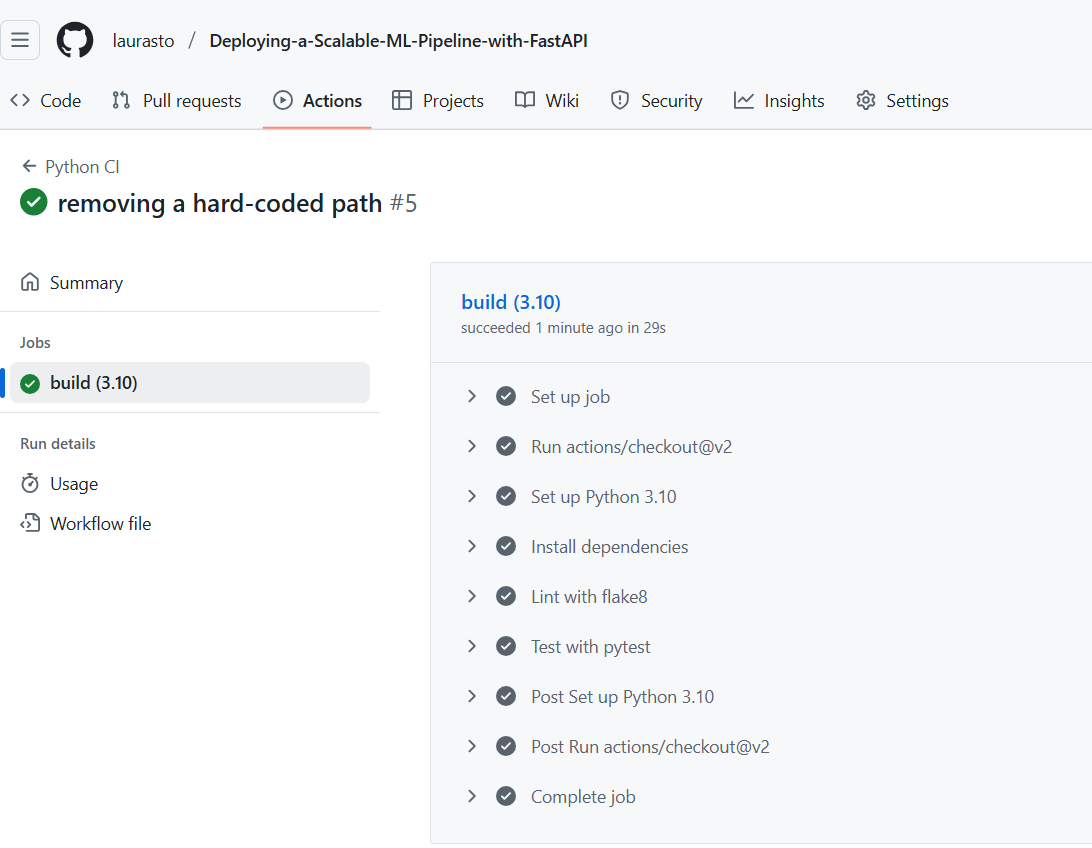 laurasto / Deploying-a-Scalable-ML-Pipeline-with-FastAPI
Code Pull requests Actions Projects Wiki Security Insights Settings
Python CI
removing a hard-coded path #5
Summary
Jobs
build (3.10)
Run details
Usage
Workflow file
build (3.10)
succeeded 1 minute ago in 29s
Set up job
Run actions/checkout@v2
Set up Python 3.10
Install dependencies
Lint with flake8
Test with pytest
Post Set up Python 3.10
Post Run actions/checkout@v2
Complete job